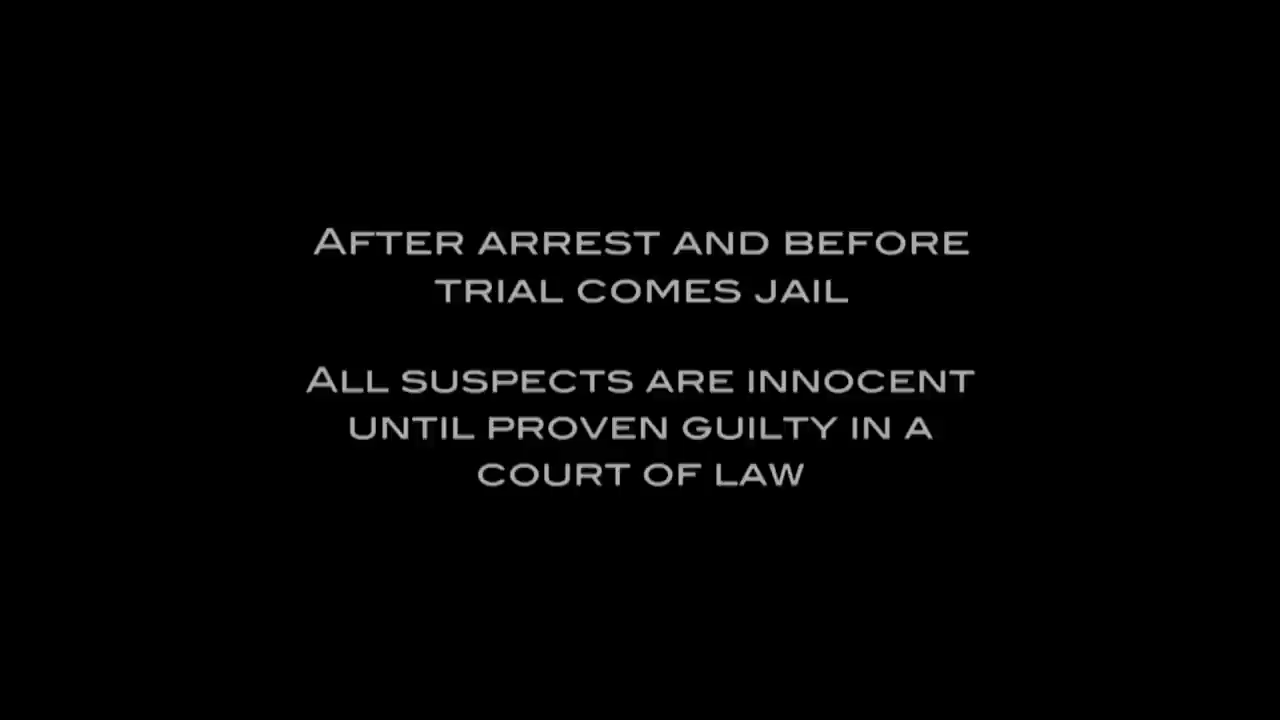 After arrest and before
trial comes jail
All suspects are innocent
until proven guilty in a
court of law